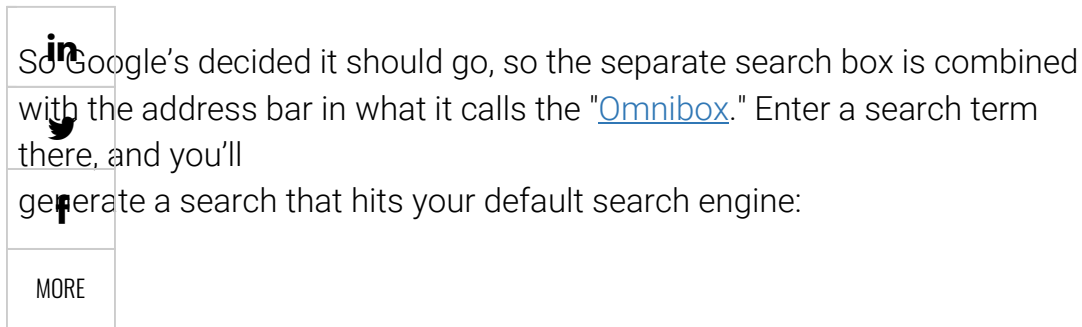 So Google’s decided it should go, so the separate search box is combined
with the address bar in what it calls the "Omnibox." Enter a search term
there, and you’ll
generate a search that hits your default search engine:
in
f
MORE